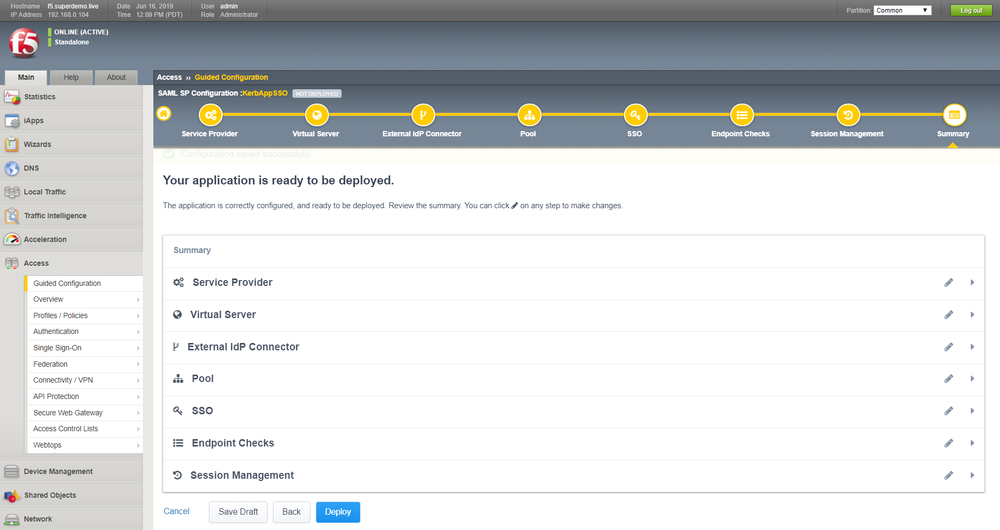 Hostname f5.superdemo.live Date Jun 16, 2019 User admin
IP Address 192.168.0.104 Time 12:09 PM (PDT) Role Administrator
Partition: Common Log out
f5
ONLINE (ACTIVE)
Standalone
Main Help About
Access ›› Guided Configuration
SAML SP Configuration :KerbAppSSO NOT DEPLOYED
Service Provider Virtual Server External IdP Connector Pool SSO Endpoint Checks Session Management Summary
Configuration saved successfully.
Statistics
iApps
Wizards
DNS
Local Traffic
Traffic Intelligence
Acceleration
Access
Guided Configuration
Overview
Profiles / Policies
Authentication
Single Sign-On
Federation
Connectivity / VPN
API Protection
Secure Web Gateway
Access Control Lists
Webtops
Device Management
Shared Objects
Network
Your application is ready to be deployed.
The application is correctly configured, and ready to be deployed. Review the summary. You can click on any step to make changes.
Summary
Service Provider
Virtual Server
External IdP Connector
Pool
SSO
Endpoint Checks
Session Management
Cancel Save Draft Back Deploy